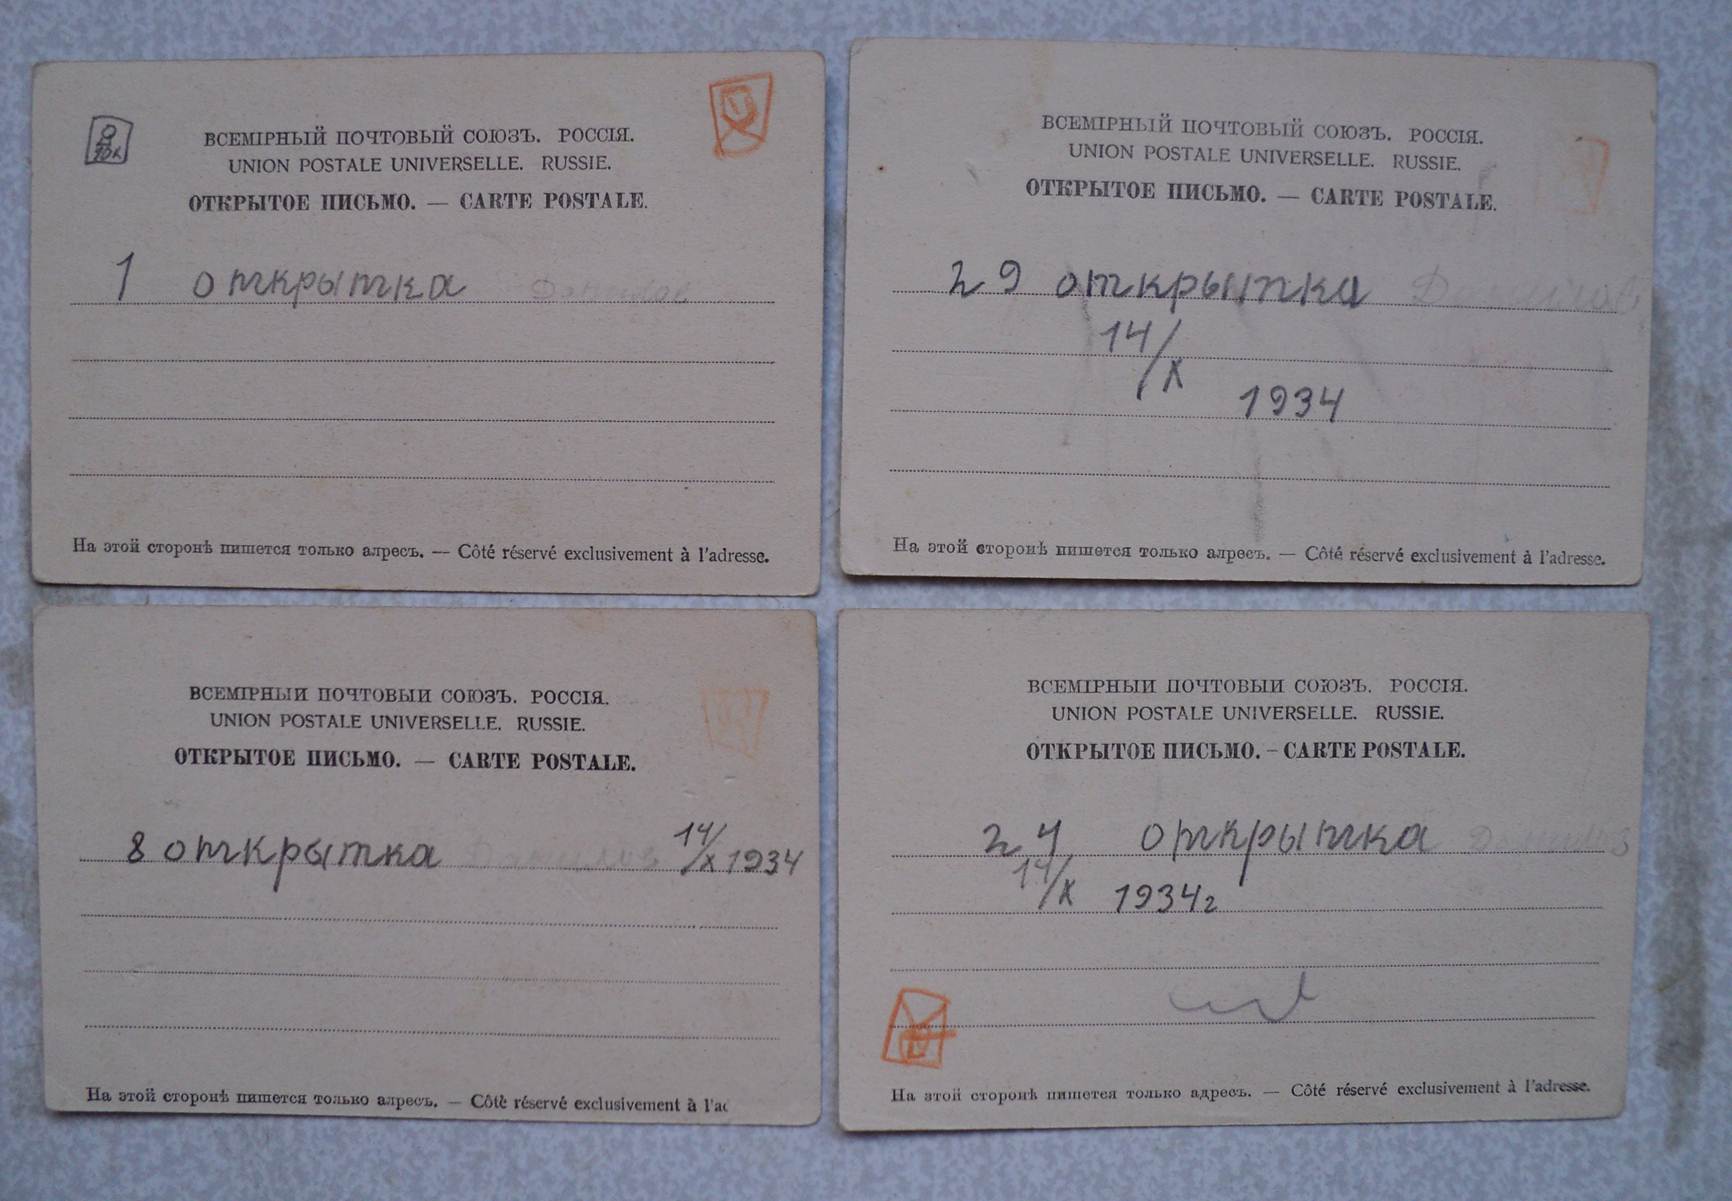 ВСЕМІРНЫЙ ПОЧТОВЫЙ СОЮЗЪ. РОССІЯ.
UNION POSTALE UNIVERSELLE. RUSSIE.
ОТКРЫТОЕ ПИСЬМО. — CARTE POSTALE.
1 открытка Данилов
На этой сторонѣ пишется только адресъ. — Côté réservé exclusivement à l'adresse.
ВСЕМІРНЫЙ ПОЧТОВЫЙ СОЮЗЪ. РОССІЯ.
UNION POSTALE UNIVERSELLE. RUSSIE.
ОТКРЫТОЕ ПИСЬМО. — CARTE POSTALE.
29 открытка Данилов
14/X
1934
На этой сторонѣ пишется только адресъ. — Côté réservé exclusivement à l'adresse.
ВСЕМІРНЫЙ ПОЧТОВЫЙ СОЮЗЪ. РОССІЯ.
UNION POSTALE UNIVERSELLE. RUSSIE.
ОТКРЫТОЕ ПИСЬМО. — CARTE POSTALE.
8 открытка Данилов 14/X 1934
На этой сторонѣ пишется только адресъ. — Côté réservé exclusivement à l'ad
ВСЕМІРНЫЙ ПОЧТОВЫЙ СОЮЗЪ. РОССІЯ.
UNION POSTALE UNIVERSELLE. RUSSIE.
ОТКРЫТОЕ ПИСЬМО. – CARTE POSTALE.
24 открытка Данилов
14/X 1934г
На этой сторонѣ пишется только адресъ. — Côté réservé exclusivement à l'adresse.